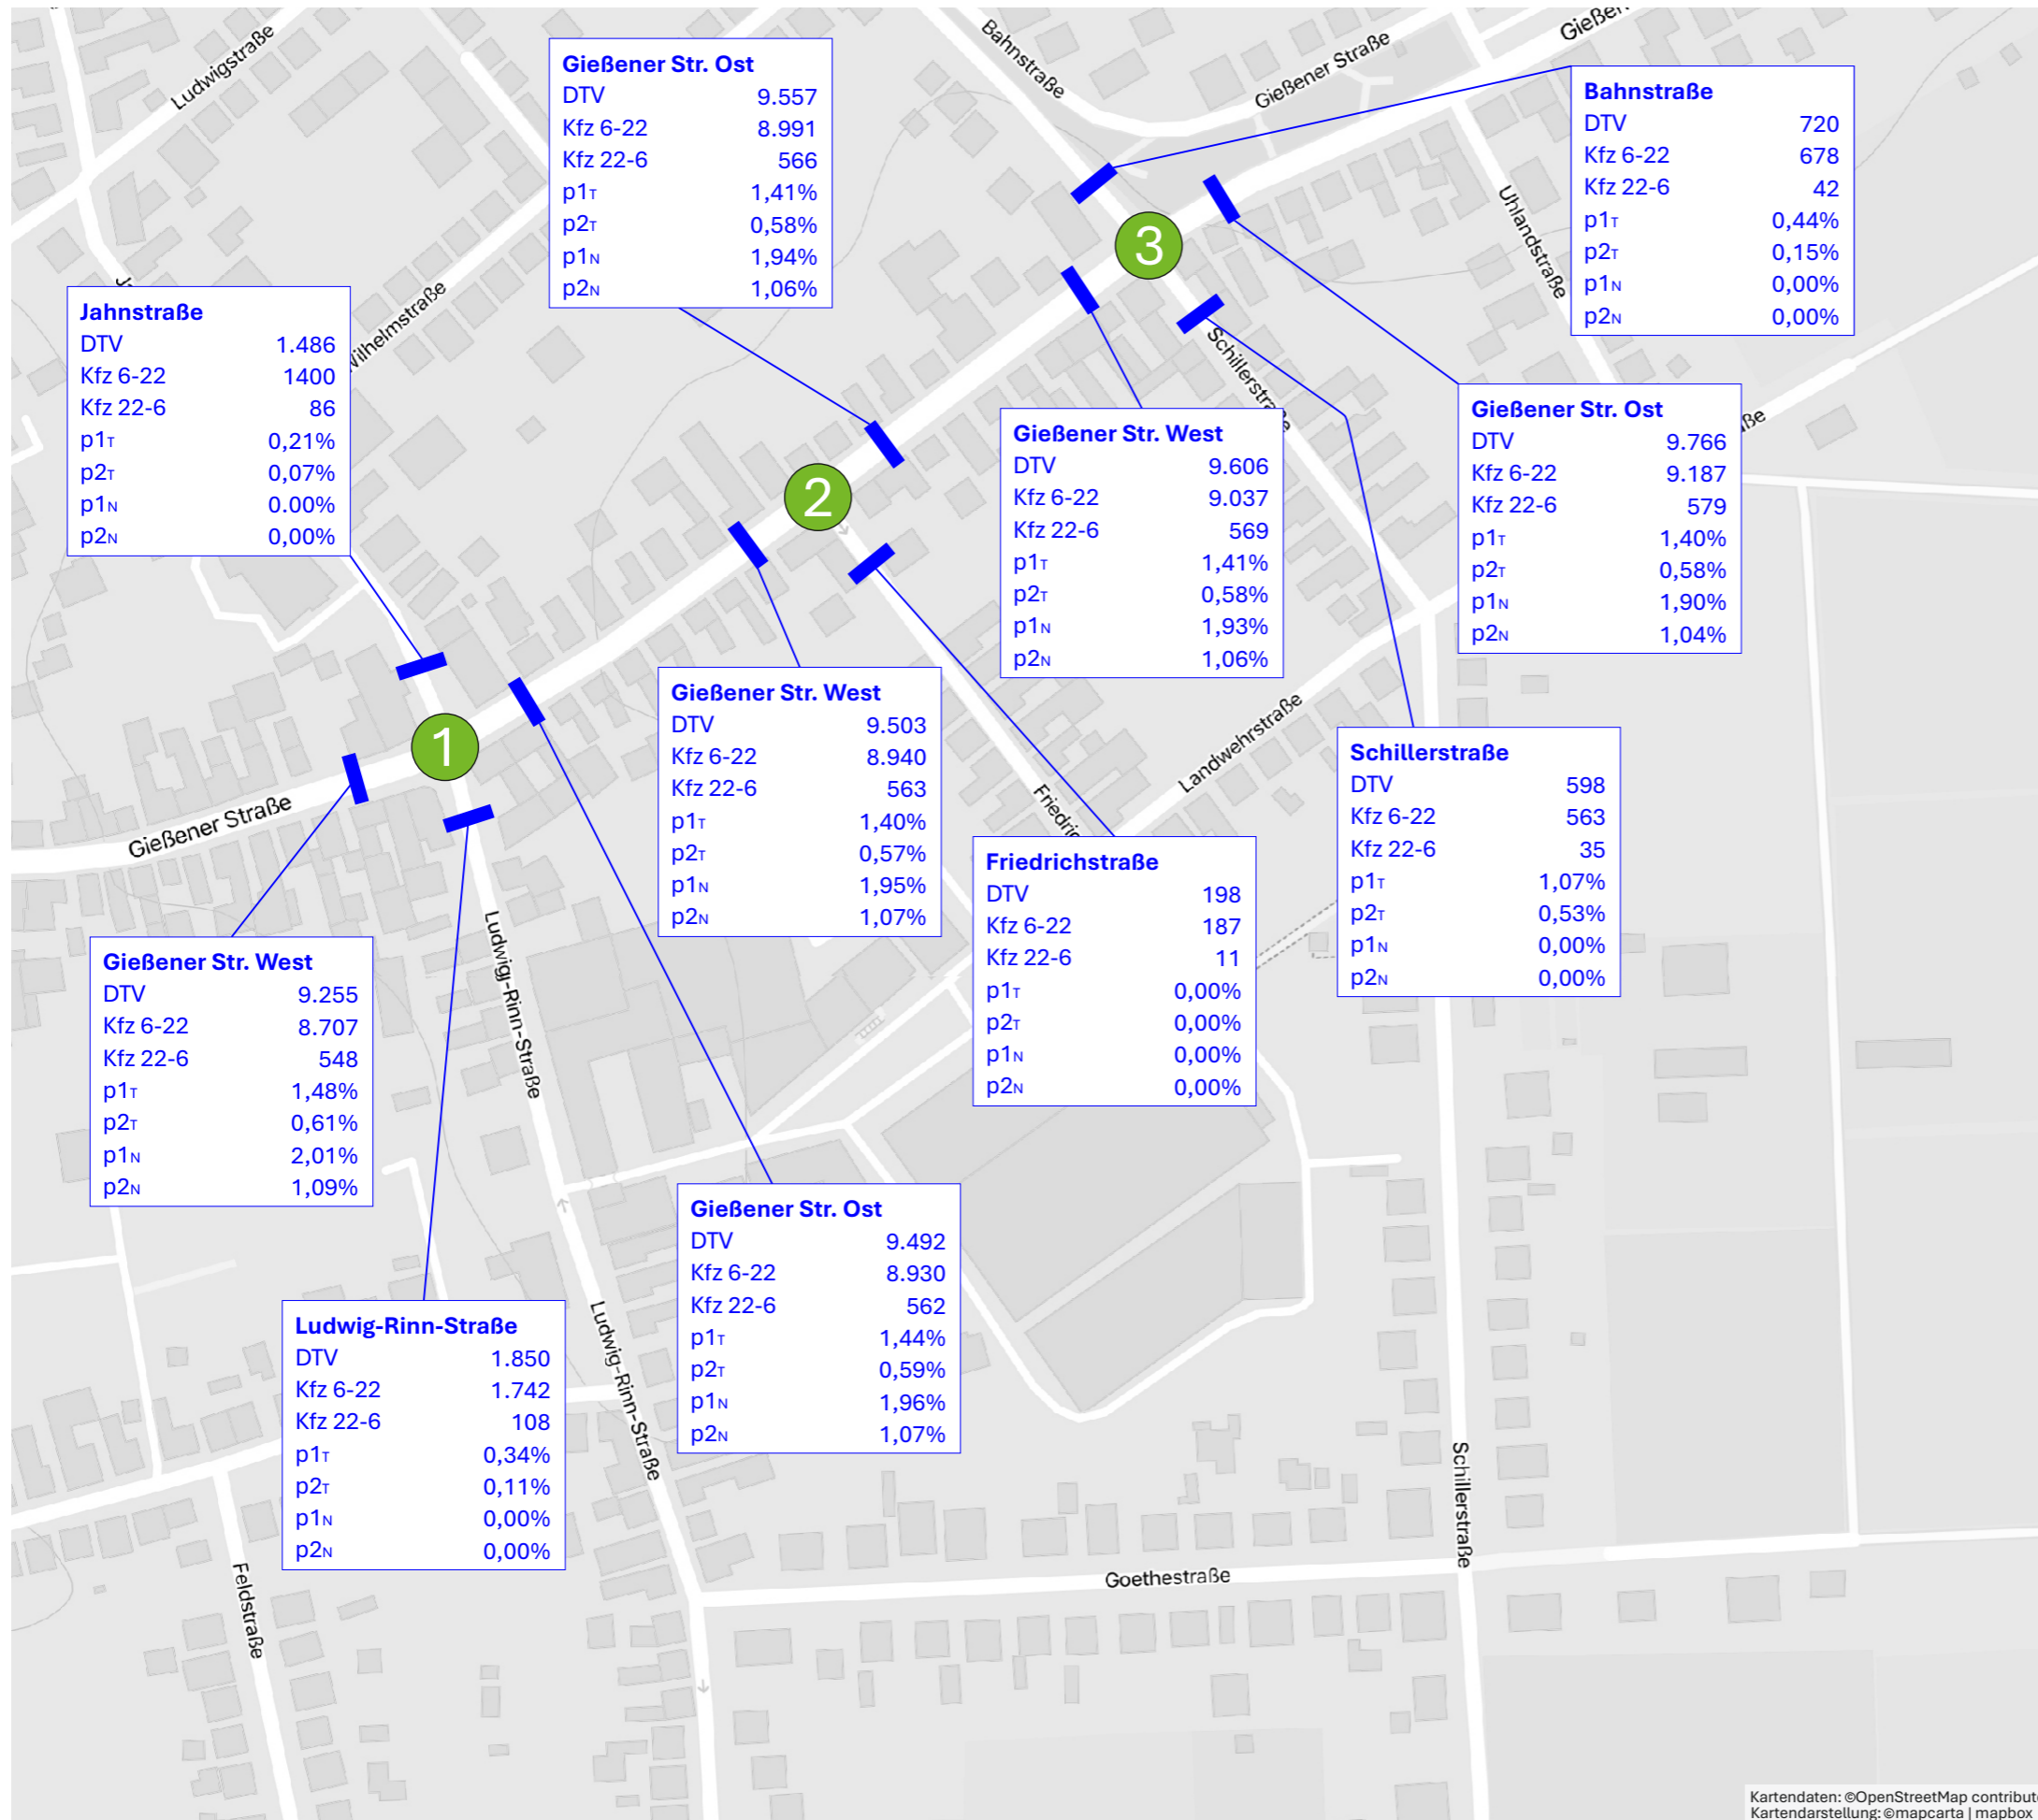 Ludwigstraße
Bahnstraße
Gießener Straße
Uhlandstraße
Wilhelmstraße
Schillerstraße
Gießener Str. Ost
DTV 9.557
Kfz 6-22 8.991
Kfz 22-6 566
p1T 1,41%
p2T 0,58%
p1N 1,94%
p2N 1,06%
Bahnstraße
DTV 720
Kfz 6-22 678
Kfz 22-6 42
p1T 0,44%
p2T 0,15%
p1N 0,00%
p2N 0,00%
Jahnstraße
DTV 1.486
Kfz 6-22 1400
Kfz 22-6 86
p1T 0,21%
p2T 0,07%
p1N 0.00%
p2N 0,00%
3
Gießener Str. West
DTV 9.606
Kfz 6-22 9.037
Kfz 22-6 569
p1T 1,41%
p2T 0,58%
p1N 1,93%
p2N 1,06%
Gießener Str. Ost
DTV 9.766
Kfz 6-22 9.187
Kfz 22-6 579
p1T 1,40%
p2T 0,58%
p1N 1,90%
p2N 1,04%
2
Gießener Str. West
DTV 9.503
Kfz 6-22 8.940
Kfz 22-6 563
p1T 1,40%
p2T 0,57%
p1N 1,95%
p2N 1,07%
1
Gießener Straße
Landwehrstraße
Schillerstraße
DTV 598
Kfz 6-22 563
Kfz 22-6 35
p1T 1,07%
p2T 0,53%
p1N 0,00%
p2N 0,00%
Friedrichstraße
DTV 198
Kfz 6-22 187
Kfz 22-6 11
p1T 0,00%
p2T 0,00%
p1N 0,00%
p2N 0,00%
Gießener Str. West
DTV 9.255
Kfz 6-22 8.707
Kfz 22-6 548
p1T 1,48%
p2T 0,61%
p1N 2,01%
p2N 1,09%
Ludwig-Rinn-Straße
Gießener Str. Ost
DTV 9.492
Kfz 6-22 8.930
Kfz 22-6 562
p1T 1,44%
p2T 0,59%
p1N 1,96%
p2N 1,07%
Ludwig-Rinn-Straße
DTV 1.850
Kfz 6-22 1.742
Kfz 22-6 108
p1T 0,34%
p2T 0,11%
p1N 0,00%
p2N 0,00%
Ludwig-Rinn-Straße
Schillerstraße
Goethestraße
Feldstraße
Kartendaten: ©OpenStreetMap contribut
Kartendarstellung: ©mapcarta | mapbox